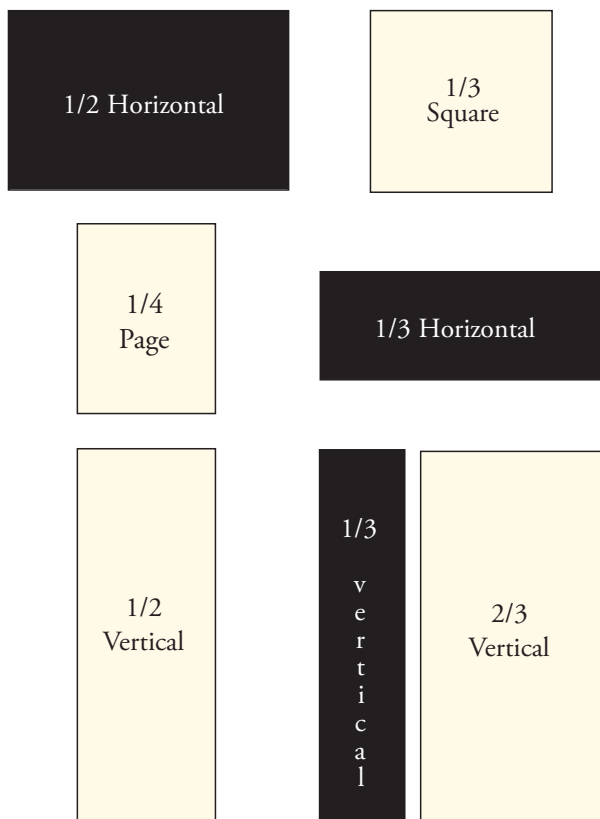 1/2 Horizontal
1/3
Square
1/4
Page
1/3 Horizontal
1/2
Vertical
1/3
v
e
r
t
i
c
a
l
2/3
Vertical